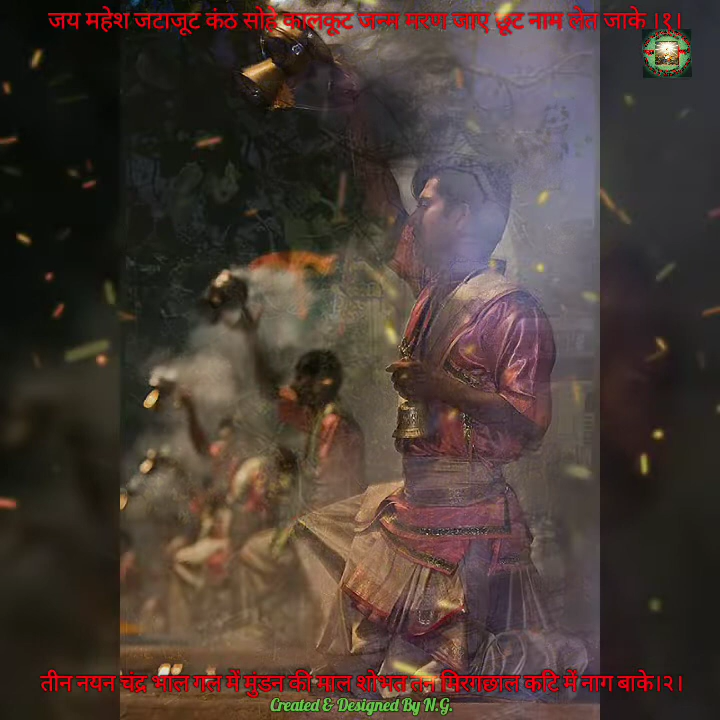 जय महेश जटाजूट कंठ सोहे कालकूट जन्म मरण जाए छूट नाम लेत जाके ।१।
तीन नयन चंद्र भाल गल में मुंडन की माल शोभत तन मिरगछाल कटि में नाग बाके।२।
Created & Designed By N.G.